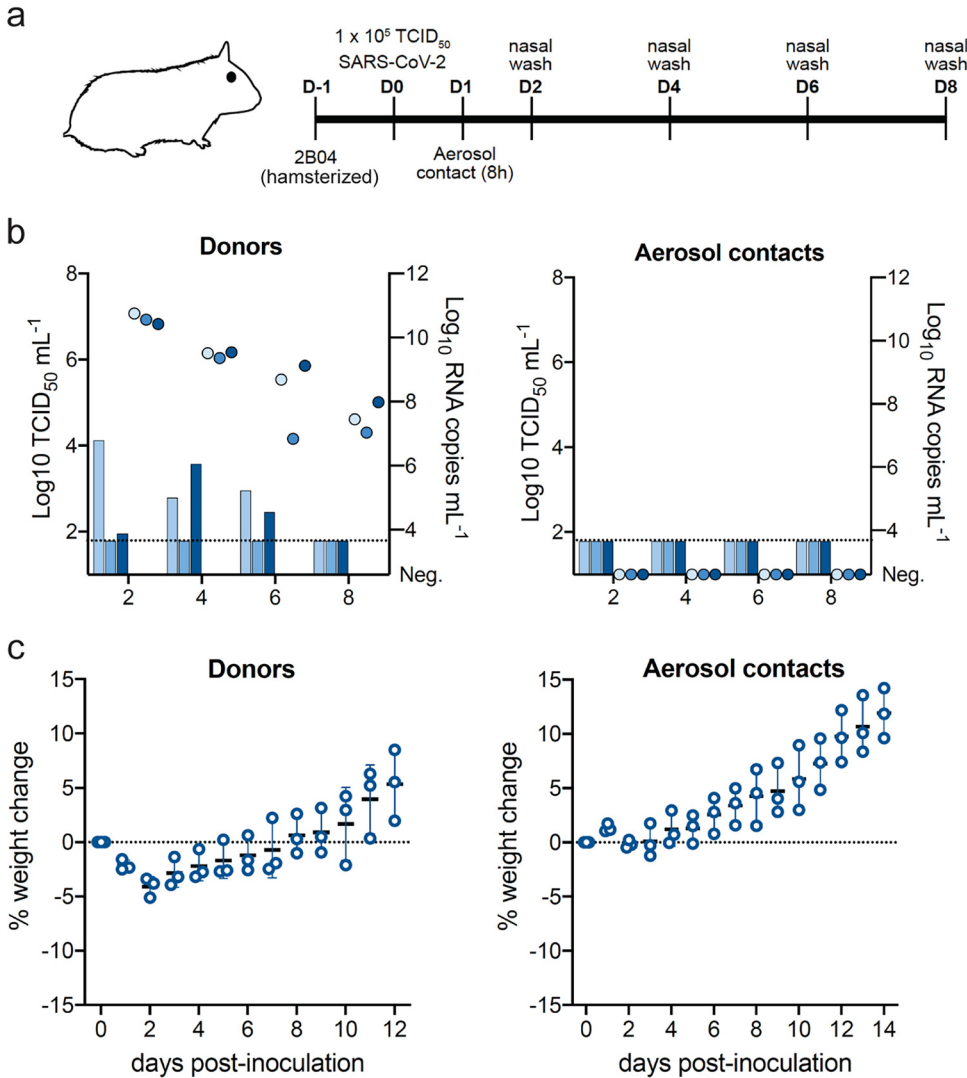 a
1 x 10⁵ TCID₅₀
SARS-CoV-2
nasal
wash
nasal
wash
nasal
wash
nasal
wash
D-1
D0
D1
D2
D4
D6
D8
2B04
(hamsterized)
Aerosol
contact (8h)
b
Donors
Log10 TCID₅₀ mL⁻¹
8
6
4
2
12
10
8
6
4
Neg.
Log₁₀ RNA copies mL⁻¹
2 4 6 8
Aerosol contacts
Log10 TCID₅₀ mL⁻¹
8
6
4
2
12
10
8
6
4
Neg.
Log₁₀ RNA copies mL⁻¹
2 4 6 8
c
Donors
% weight change
15
10
5
0
-5
-10
-15
0 2 4 6 8 10 12
days post-inoculation
Aerosol contacts
% weight change
15
10
5
0
-5
-10
-15
0 2 4 6 8 10 12 14
days post-inoculation